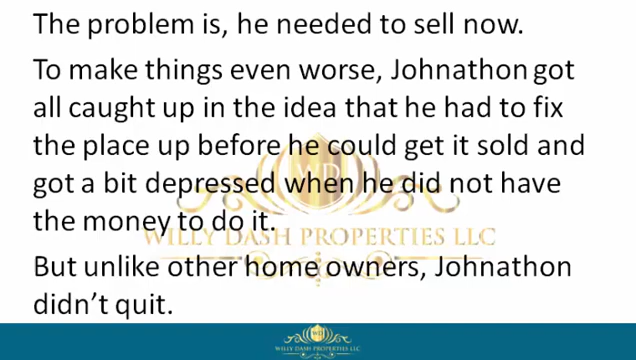 The problem is, he needed to sell now.
To make things even worse, Johnathon got
all caught up in the idea that he had to fix
the place up before he could get it sold and
got a bit depressed when he did not have
the money to do it.
WILLY DASH PROPERTIES LLC
But unlike other home owners, Johnathon
didn't quit.
WILLY DASH PROPERTIES LLC